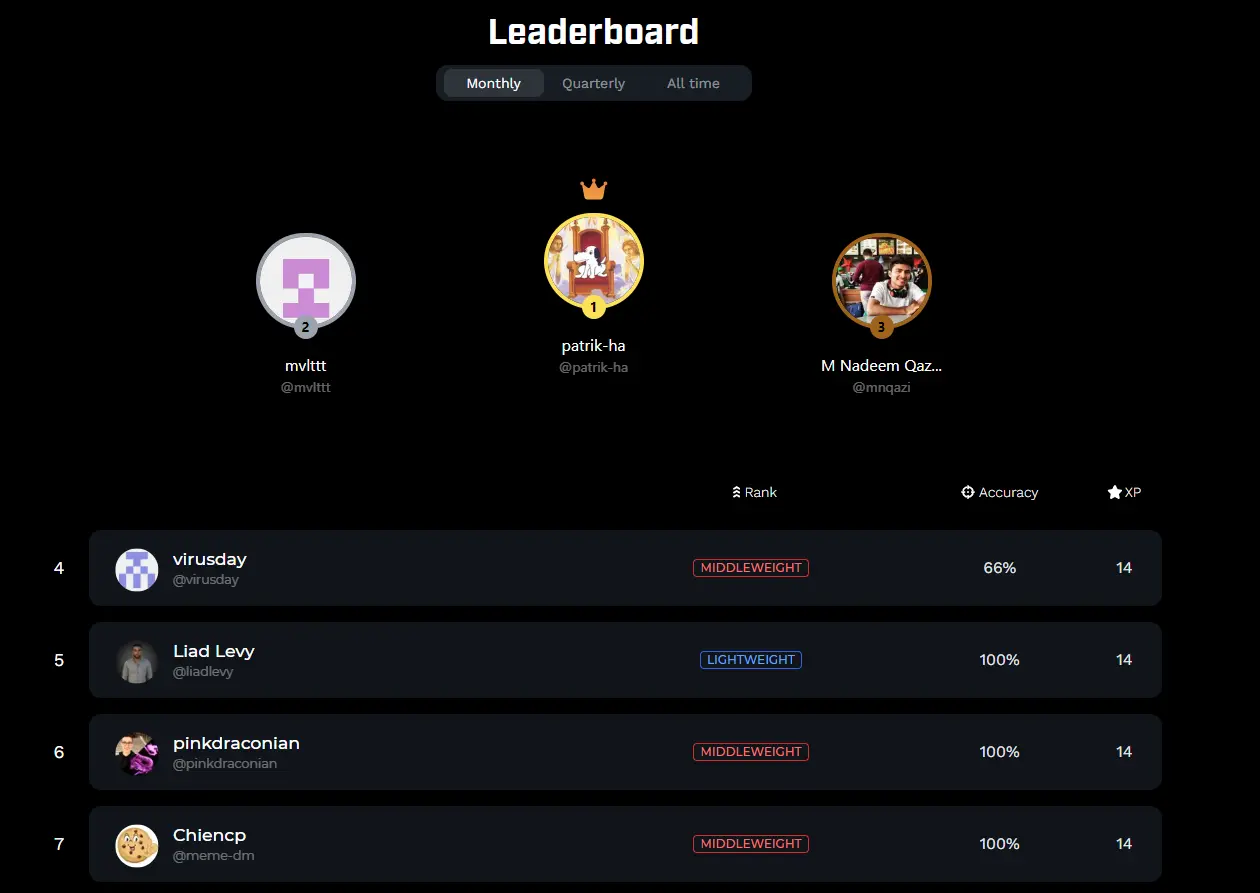 Leaderboard
Monthly Quarterly All time
1
patrik-ha
@patrik-ha
2
mvlttt
@mvlttt
3
M Nadeem Qaz...
@mnqazi
Rank Accuracy XP
4 virusday MIDDLEWEIGHT 66% 14
@virusday
5 Liad Levy LIGHTWEIGHT 100% 14
@liadlevy
6 pinkdraconian MIDDLEWEIGHT 100% 14
@pinkdraconian
7 Chiencp MIDDLEWEIGHT 100% 14
@meme-dm